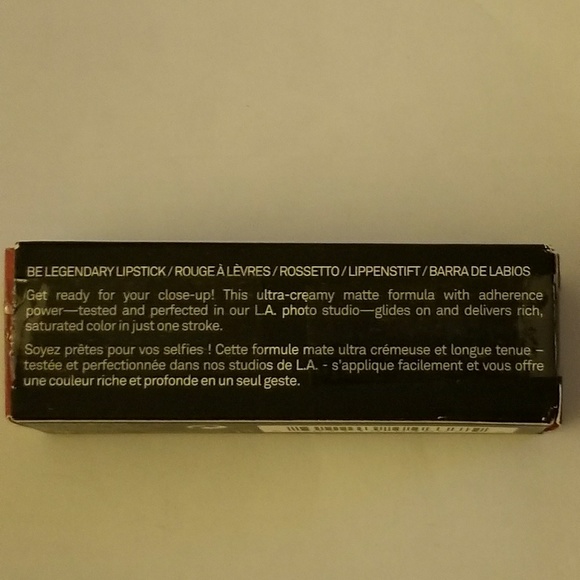 BE LEGENDARY LIPSTICK / ROUGE À LÈVRES / ROSSETTO / LIPPENSTIFT / BARRA DE LABIOS
Get ready for your close-up! This ultra-creamy matte formula with adherence
power—tested and perfected in our L.A. photo studio—glides on and delivers rich,
saturated color in just one stroke.
Soyez prêtes pour vos selfies ! Cette formule mate ultra crémeuse et longue tenue –
testée et perfectionnée dans nos studios de L.A. - s'applique facilement et vous offre
une couleur riche et profonde en un seul geste.